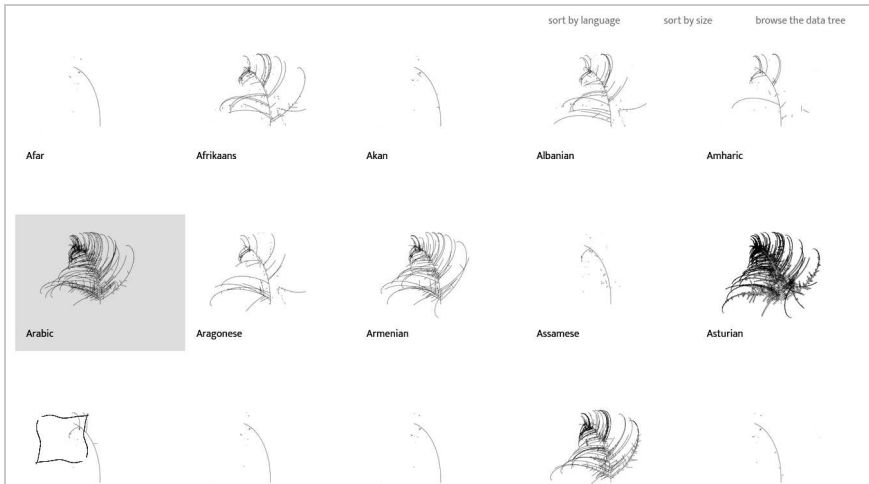 sort by language sort by size browse the data tree
Afar Afrikaans Akan Albanian Amharic
Arabic Aragonese Armenian Assamese Asturian